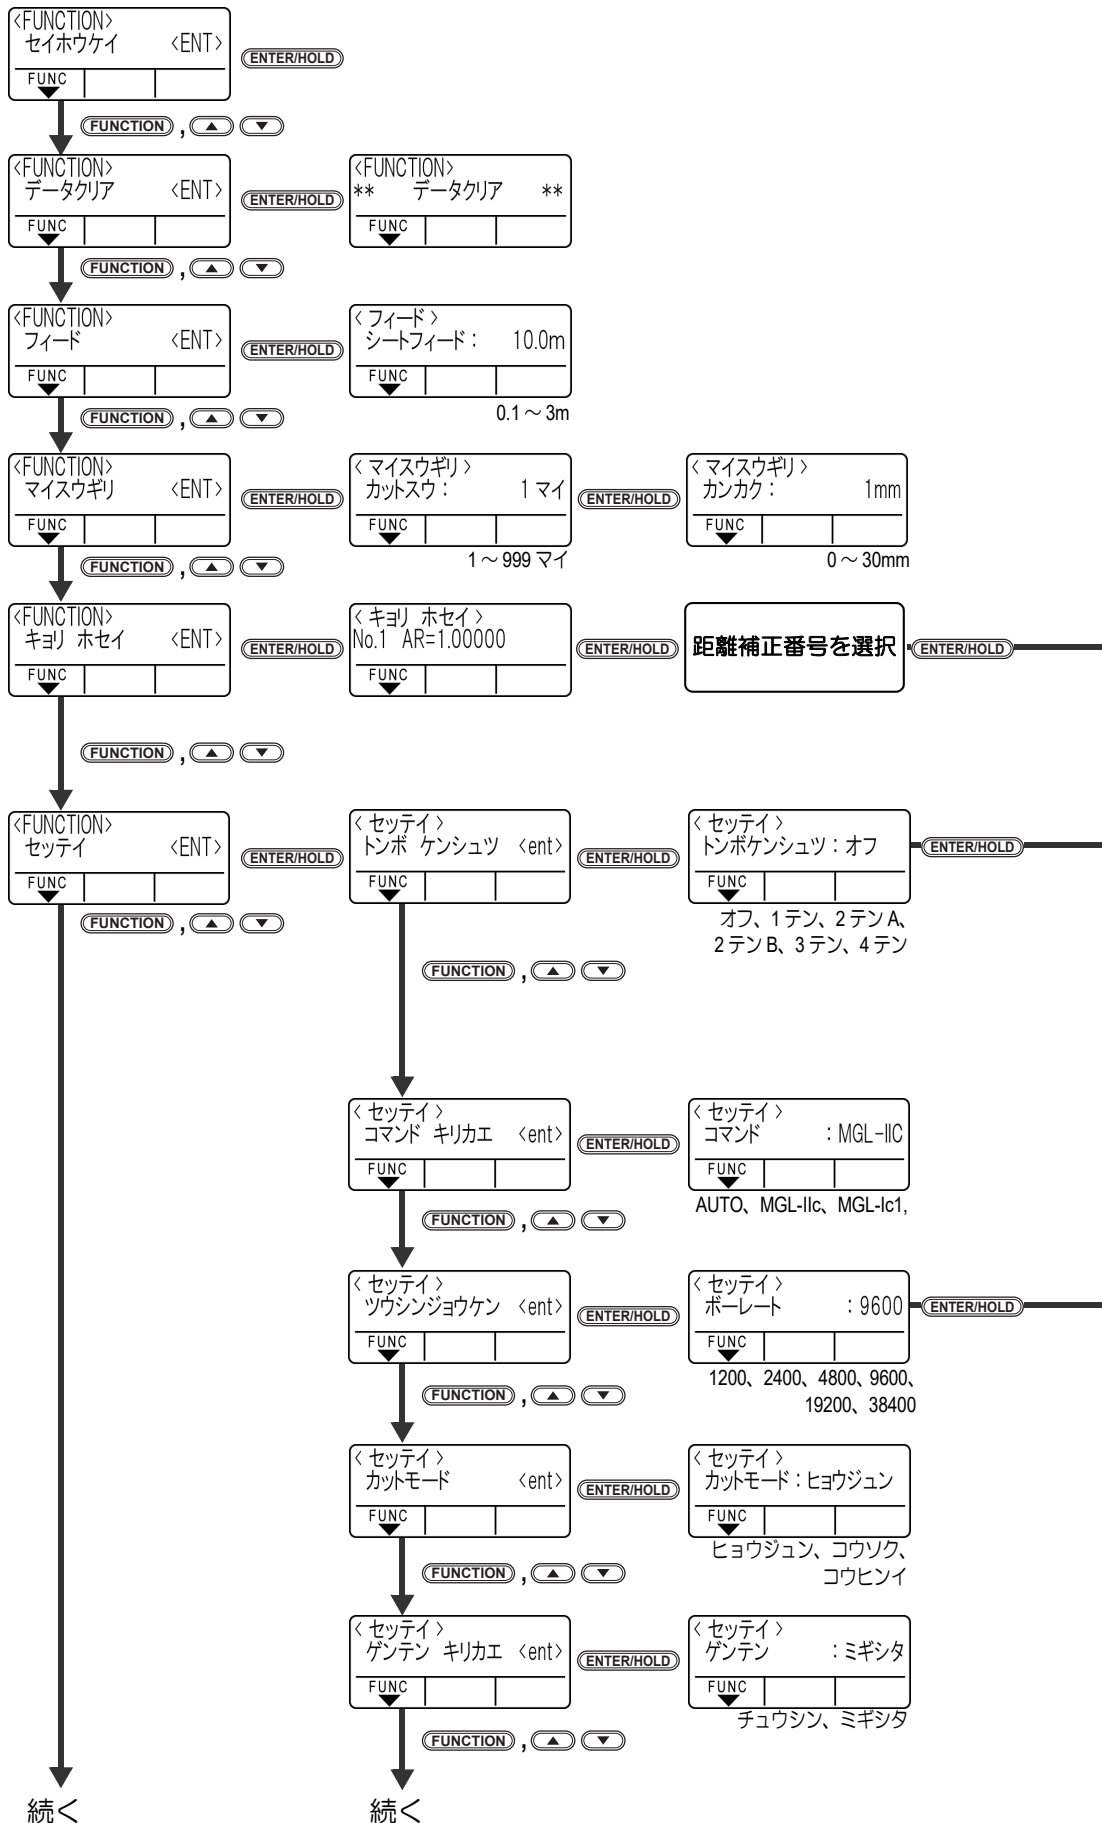 <FUNCTION>
セイホウケイ <ENT>
FUNC
ENTER/HOLD
FUNCTION ,
<FUNCTION>
データクリア <ENT>
FUNC
ENTER/HOLD
<FUNCTION>
** データクリア **
FUNC
FUNCTION ,
<FUNCTION>
フィード <ENT>
FUNC
ENTER/HOLD
< フィード >
シートフィード : 10.0m
FUNC
0.1 ～ 3m
FUNCTION ,
<FUNCTION>
マイスウギリ <ENT>
FUNC
ENTER/HOLD
< マイスウギリ >
カットスウ : 1 マイ
FUNC
1 ～ 999 マイ
ENTER/HOLD
< マイスウギリ >
カンカク : 1mm
FUNC
0 ～ 30mm
FUNCTION ,
<FUNCTION>
キョリ ホセイ <ENT>
FUNC
ENTER/HOLD
< キョリ ホセイ >
No.1 AR=1.00000
FUNC
ENTER/HOLD
距離補正番号を選択
ENTER/HOLD
FUNCTION ,
<FUNCTION>
セッテイ <ENT>
FUNC
ENTER/HOLD
< セッテイ >
トンボ ケンシュツ <ent>
FUNC
ENTER/HOLD
< セッテイ >
トンボケンシュツ : オフ
FUNC
オフ、1 テン、2 テン A、
2 テン B、3 テン、4 テン
ENTER/HOLD
FUNCTION ,
FUNCTION ,
< セッテイ >
コマンド キリカエ <ent>
FUNC
ENTER/HOLD
< セッテイ >
コマンド : MGL-IIC
FUNC
AUTO、MGL-IIc、MGL-Ic1,
FUNCTION ,
< セッテイ >
ツウシンジョウケン <ent>
FUNC
ENTER/HOLD
< セッテイ >
ボーレート : 9600
FUNC
1200、2400、4800、9600、
19200、38400
ENTER/HOLD
FUNCTION ,
< セッテイ >
カットモード <ent>
FUNC
ENTER/HOLD
< セッテイ >
カットモード : ヒョウジュン
FUNC
ヒョウジュン、コウソク、
コウヒンイ
FUNCTION ,
< セッテイ >
ゲンテン キリカエ <ent>
FUNC
ENTER/HOLD
< セッテイ >
ゲンテン : ミギシタ
FUNC
チュウシン、ミギシタ
FUNCTION ,
続く
続く